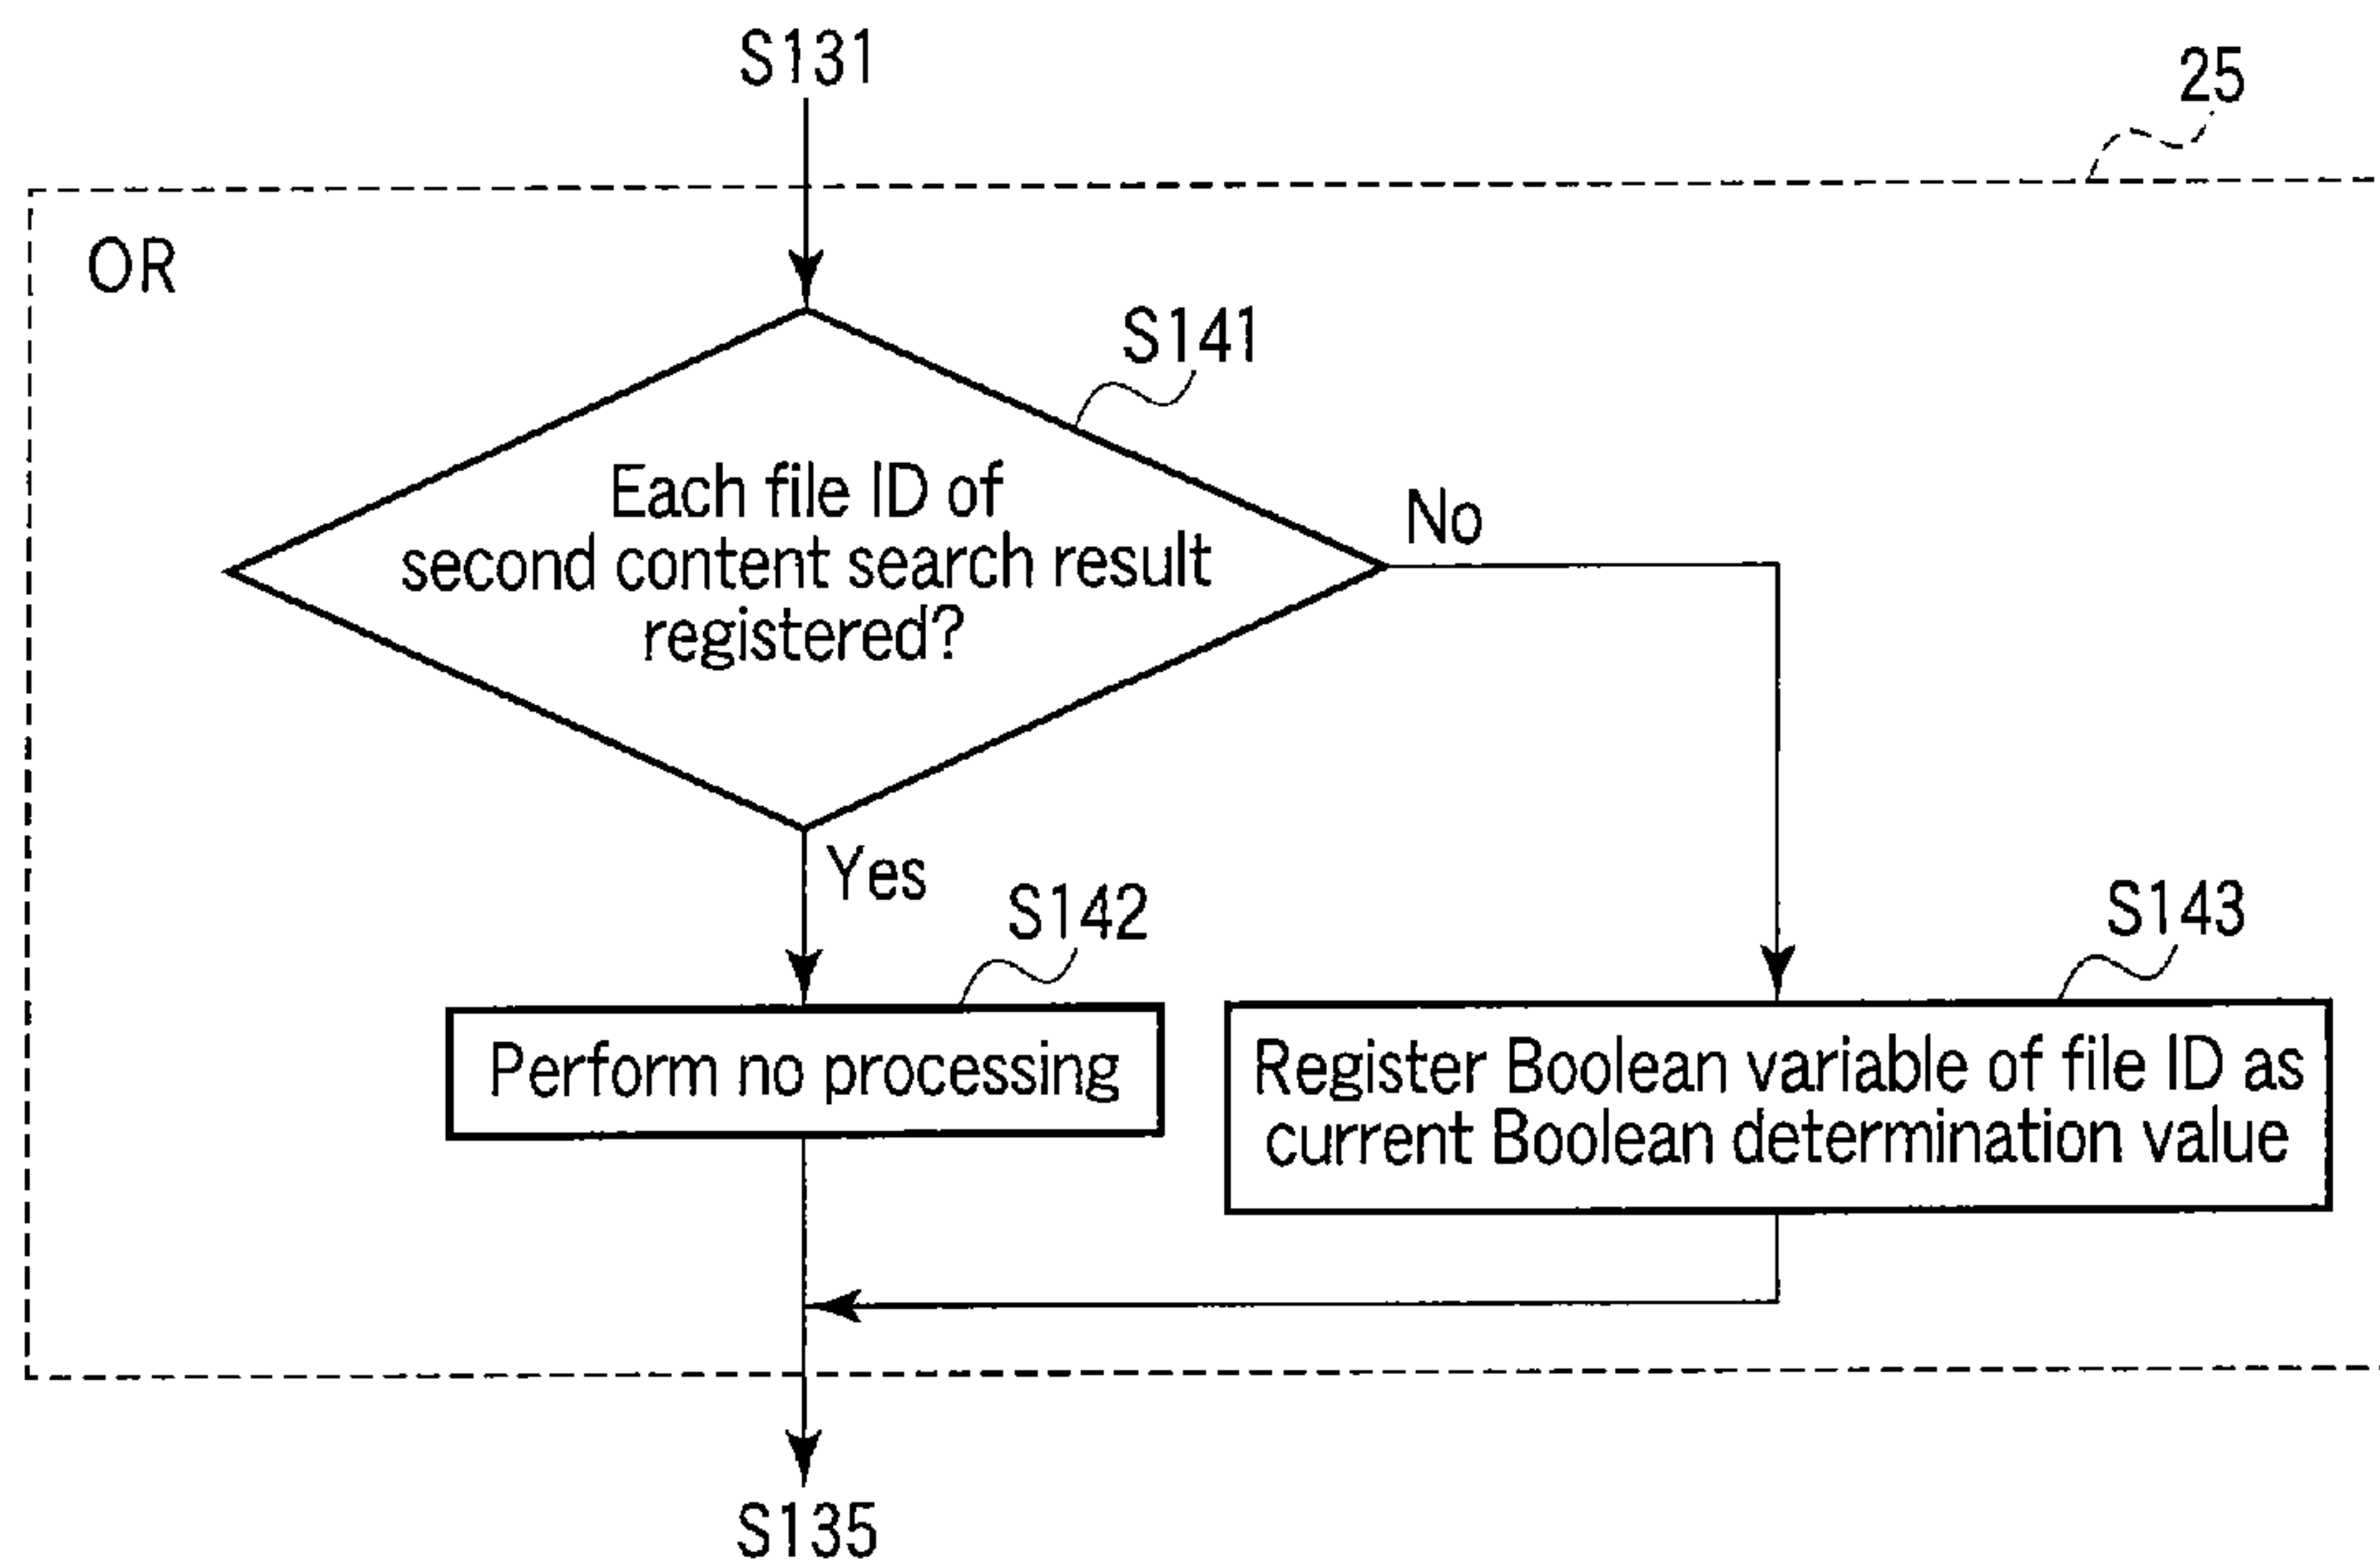 S131
25
OR
S141
Each file ID of
second content search result
registered?
No
Yes
S142
S143
Perform no processing
Register Boolean variable of file ID as
current Boolean determination value
S135